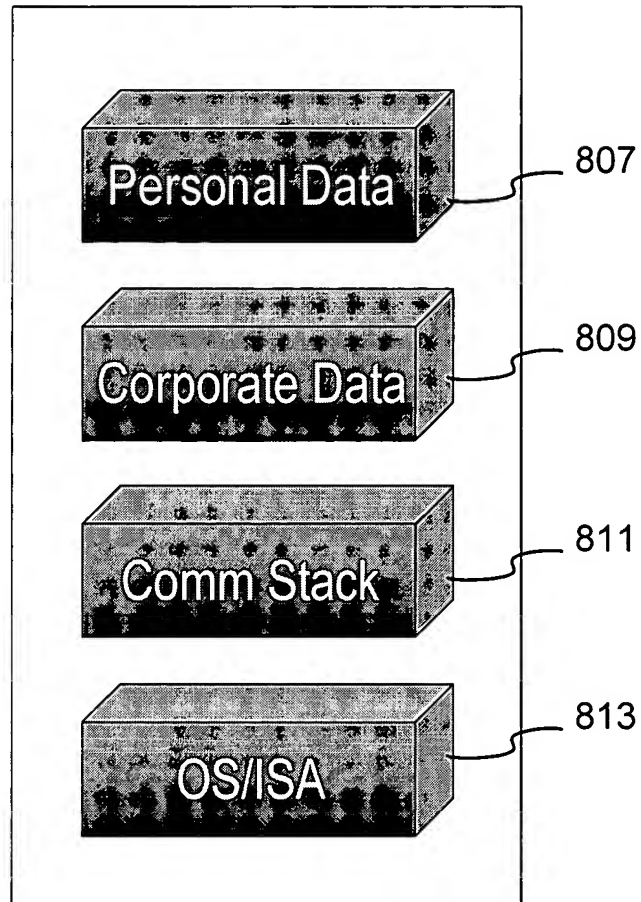 Personal Data
807
Corporate Data
809
Comm Stack
811
OS/ISA
813